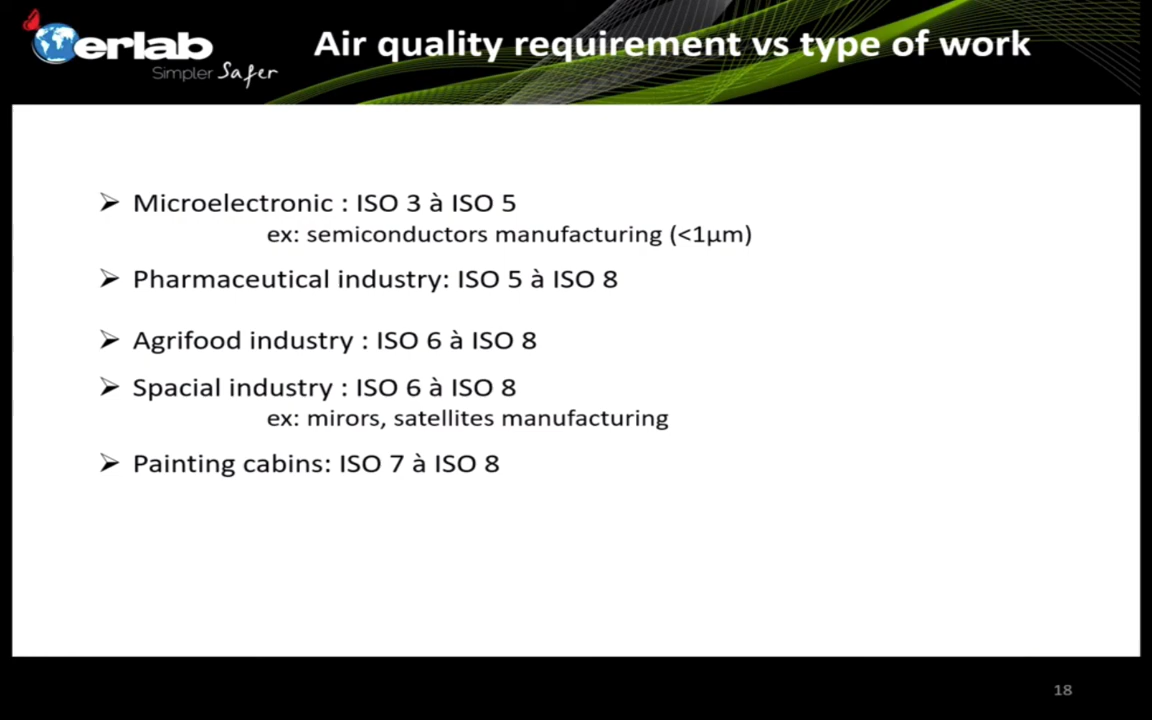 erlab
Simpler Safer
Air quality requirement vs type of work
➢ Microelectronic : ISO 3 à ISO 5
ex: semiconductors manufacturing (<1µm)
➢ Pharmaceutical industry: ISO 5 à ISO 8
➢ Agrifood industry : ISO 6 à ISO 8
➢ Spacial industry : ISO 6 à ISO 8
ex: mirors, satellites manufacturing
➢ Painting cabins: ISO 7 à ISO 8
18